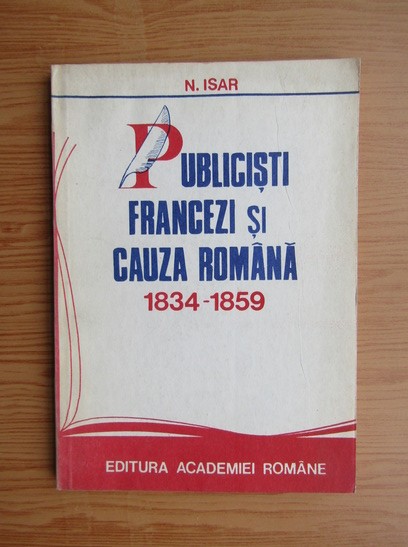 N. ISAR
PUBLICIȘTI
FRANCEZI ȘI
CAUZA ROMÂNĂ
1834-1859
EDITURA ACADEMIEI ROMÂNE